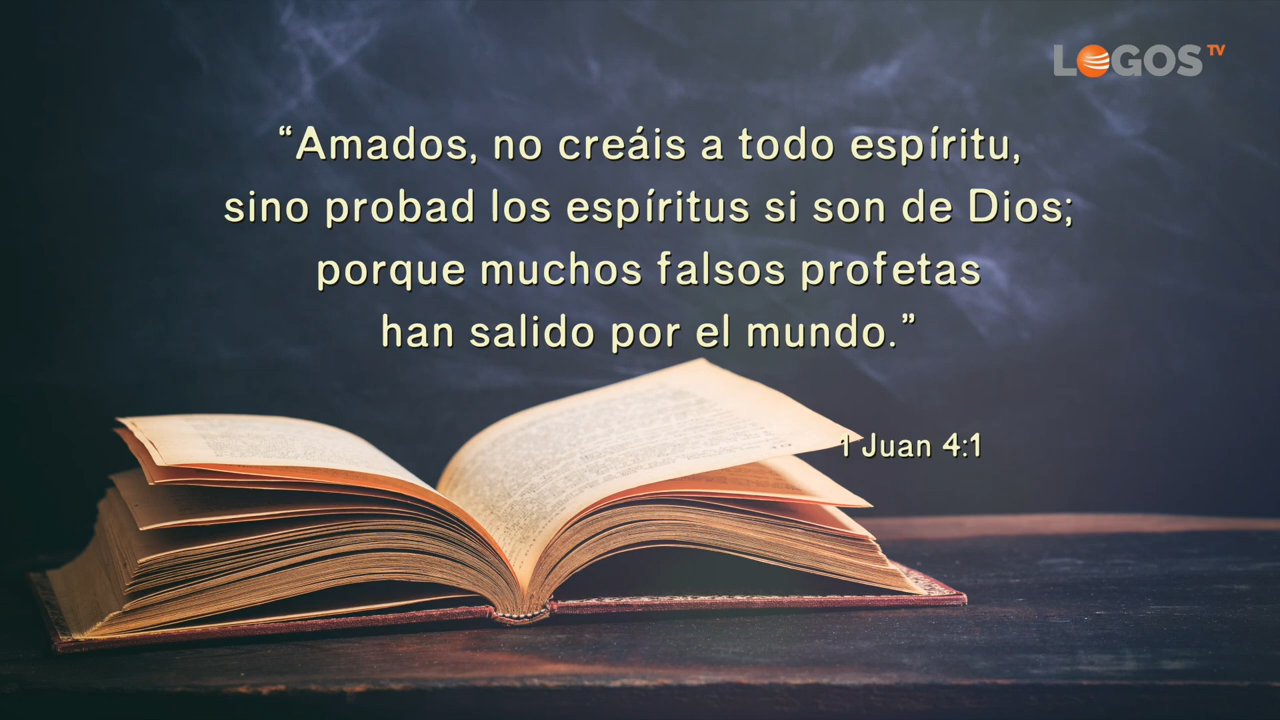 LOGOS TV
“Amados, no creáis a todo espíritu,
sino probad los espíritus si son de Dios;
porque muchos falsos profetas
han salido por el mundo.”
1 Juan 4:1